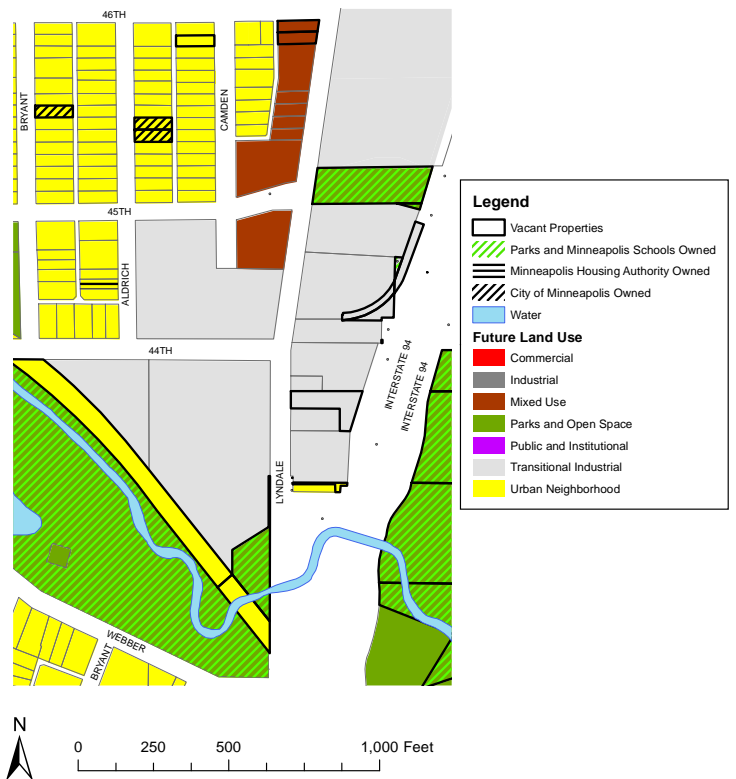 46TH
BRYANT
CAMDEN
45TH
ALDRICH
44TH
INTERSTATE 94
INTERSTATE 94
LYNDALE
WEBBER
BRYANT
Legend
Vacant Properties
Parks and Minneapolis Schools Owned
Minneapolis Housing Authority Owned
City of Minneapolis Owned
Water
Future Land Use
Commercial
Industrial
Mixed Use
Parks and Open Space
Public and Institutional
Transitional Industrial
Urban Neighborhood
N
0 250 500 1,000 Feet